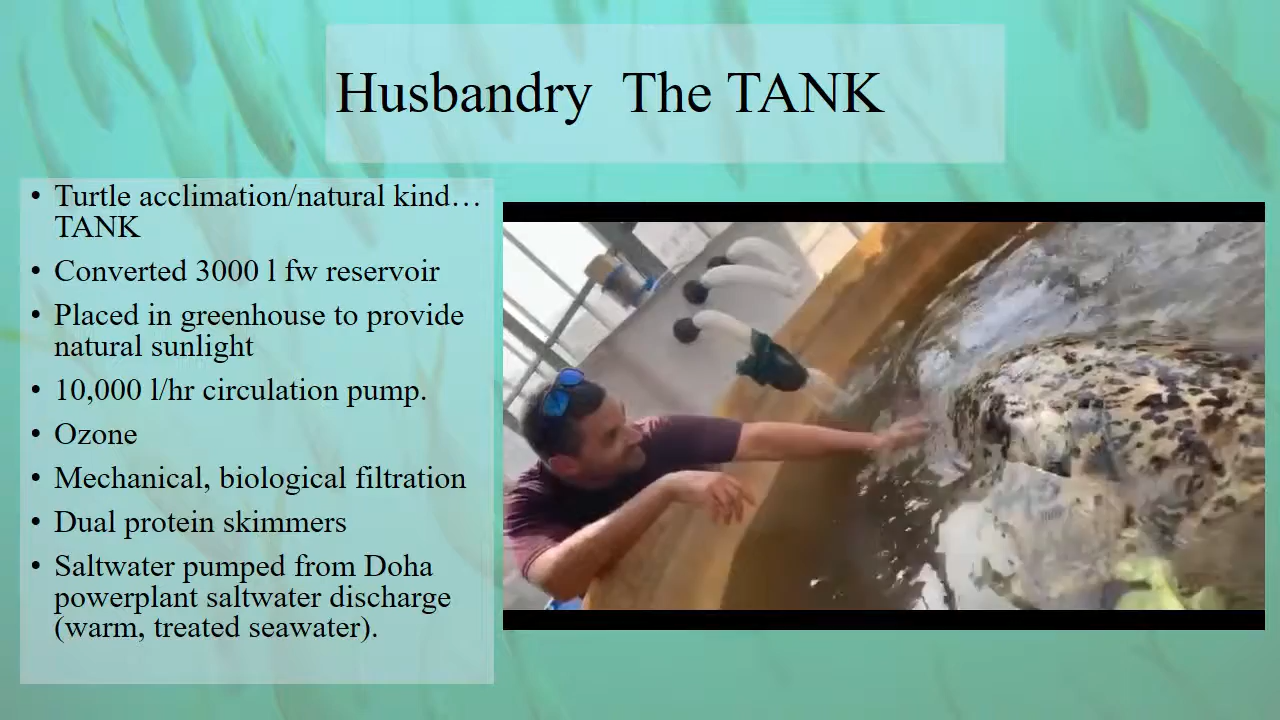 Husbandry  The TANK
• Turtle acclimation/natural kind…
TANK
• Converted 3000 l fw reservoir
• Placed in greenhouse to provide
natural sunlight
• 10,000 l/hr circulation pump.
• Ozone
• Mechanical, biological filtration
• Dual protein skimmers
• Saltwater pumped from Doha
powerplant saltwater discharge
(warm, treated seawater).